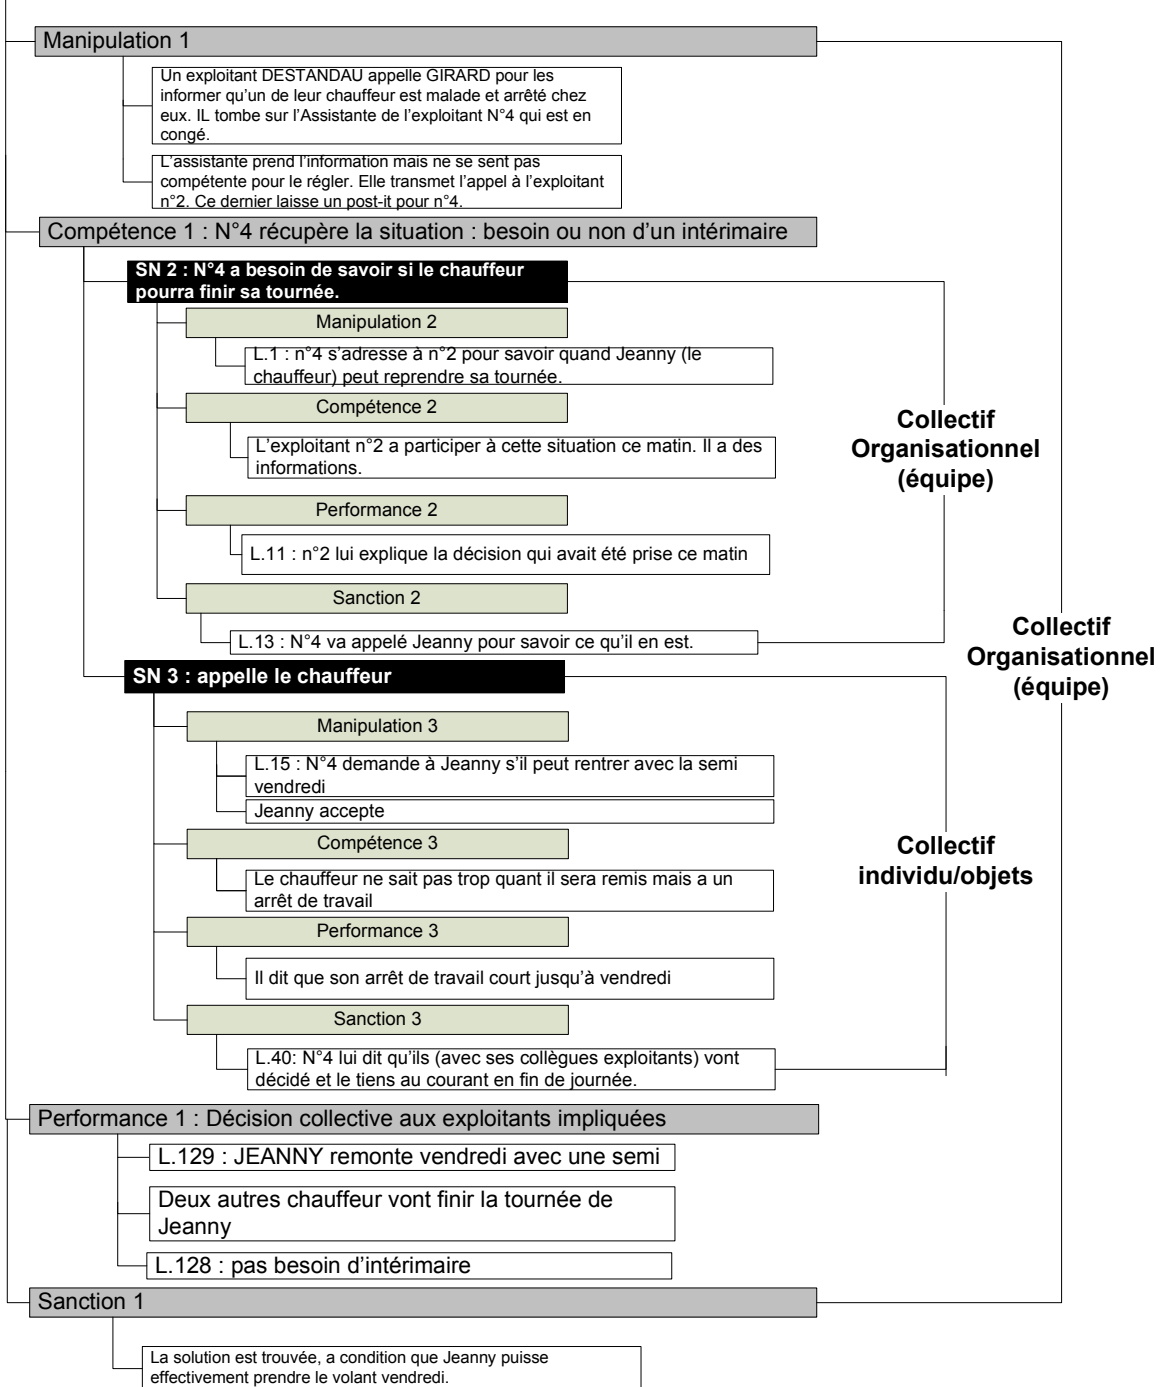 Manipulation 1
Un exploitant DESTANDAU appelle GIRARD pour les
informer qu'un de leur chauffeur est malade et arrêté chez
eux. IL tombe sur l'Assistante de l'exploitant N°4 qui est en
congé.
L'assistante prend l'information mais ne se sent pas
compétente pour le régler. Elle transmet l'appel à l'exploitant
n°2. Ce dernier laisse un post-it pour n°4.
Compétence 1 : N°4 récupère la situation : besoin ou non d'un intérimaire
SN 2 : N°4 a besoin de savoir si le chauffeur
pourra finir sa tournée.
Manipulation 2
L.1 : n°4 s'adresse à n°2 pour savoir quand Jeanny (le
chauffeur) peut reprendre sa tournée.
Compétence 2
L'exploitant n°2 a participer à cette situation ce matin. Il a des
informations.
Performance 2
L.11 : n°2 lui explique la décision qui avait été prise ce matin
Sanction 2
L.13 : N°4 va appelé Jeanny pour savoir ce qu'il en est.
Collectif
Organisationnel
(équipe)
Collectif
Organisationnel
(équipe)
SN 3 : appelle le chauffeur
Manipulation 3
L.15 : N°4 demande à Jeanny s'il peut rentrer avec la semi
vendredi
Jeanny accepte
Compétence 3
Le chauffeur ne sait pas trop quant il sera remis mais a un
arrêt de travail
Performance 3
Il dit que son arrêt de travail court jusqu'à vendredi
Sanction 3
L.40: N°4 lui dit qu'ils (avec ses collègues exploitants) vont
décidé et le tiens au courant en fin de journée.
Collectif
individu/objets
Performance 1 : Décision collective aux exploitants impliquées
L.129 : JEANNY remonte vendredi avec une semi
Deux autres chauffeur vont finir la tournée de
Jeanny
L.128 : pas besoin d'intérimaire
Sanction 1
La solution est trouvée, a condition que Jeanny puisse
effectivement prendre le volant vendredi.